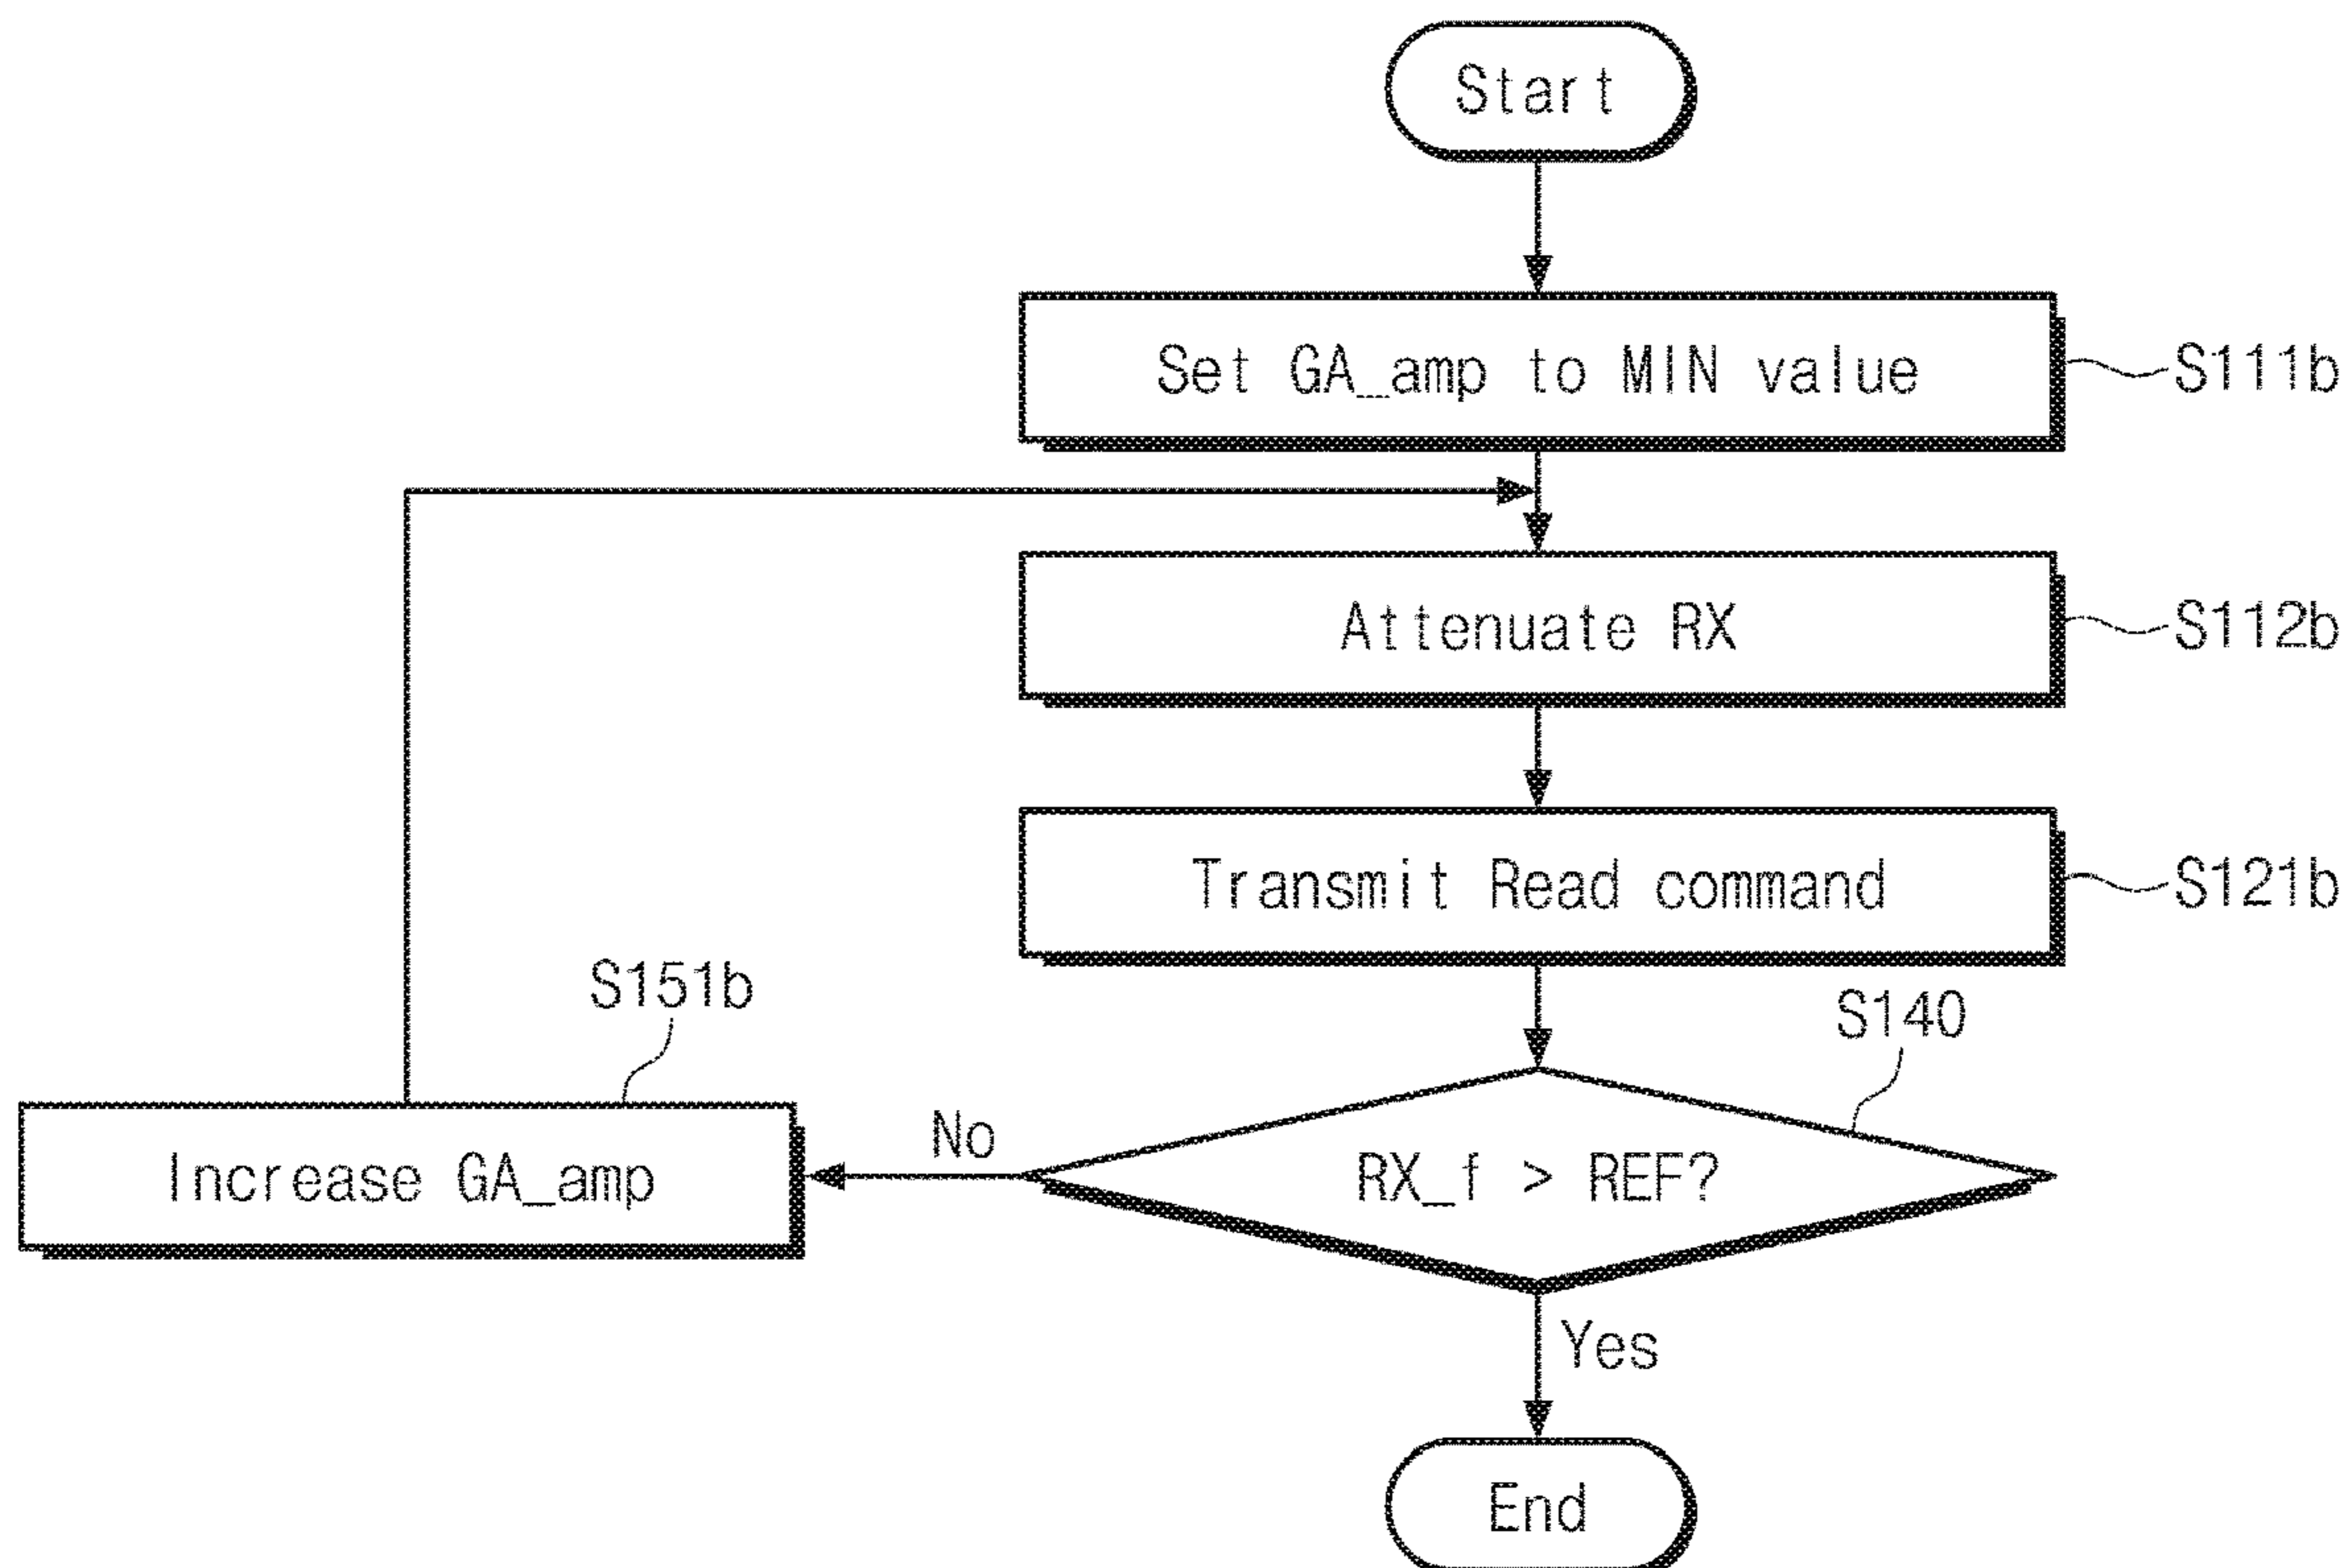 Start
Set GA_amp to MIN value
S111b
Attenuate RX
S112b
Transmit Read command
S121b
S151b
S140
Increase GA_amp
No
RX_f > REF?
Yes
End